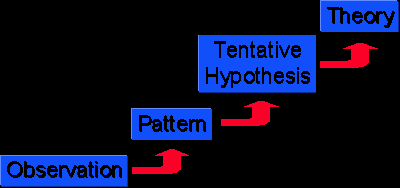 Theory
Tentative
Hypothesis
Pattern
Observation